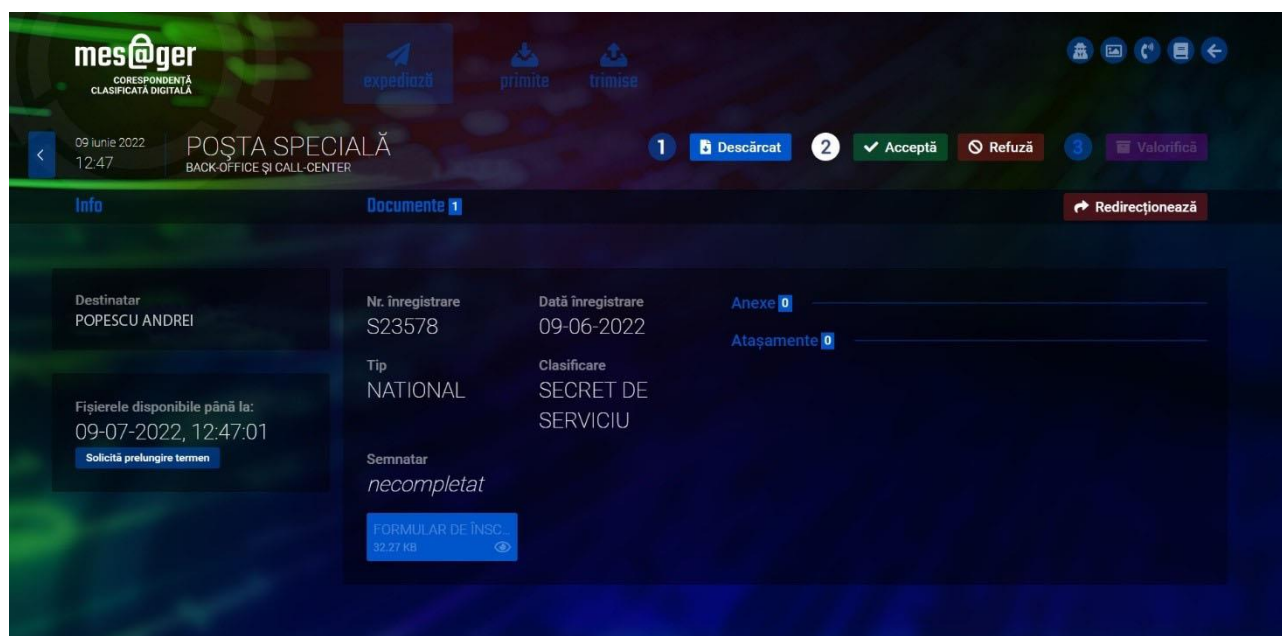 mes@ger
CORESPONDENȚĂ
CLASIFICATĂ DIGITALĂ
expediază
primite
trimise
09 iunie 2022
12:47
POȘTA SPECIALĂ
BACK-OFFICE ȘI CALL-CENTER
1
Descărcat
2
Acceptă
Refuză
3
Valorifică
Info
Documente 1
Redirecționează
Destinatar
POPESCU ANDREI
Fișierele disponibile până la:
09-07-2022, 12:47:01
Solicită prelungire termen
Nr. înregistrare
S23578
Dată înregistrare
09-06-2022
Tip
NATIONAL
Clasificare
SECRET DE
SERVICIU
Semnatar
necompletat
FORMULAR DE ÎNSC...
32.27 KB
Anexe 0
Atașamente 0